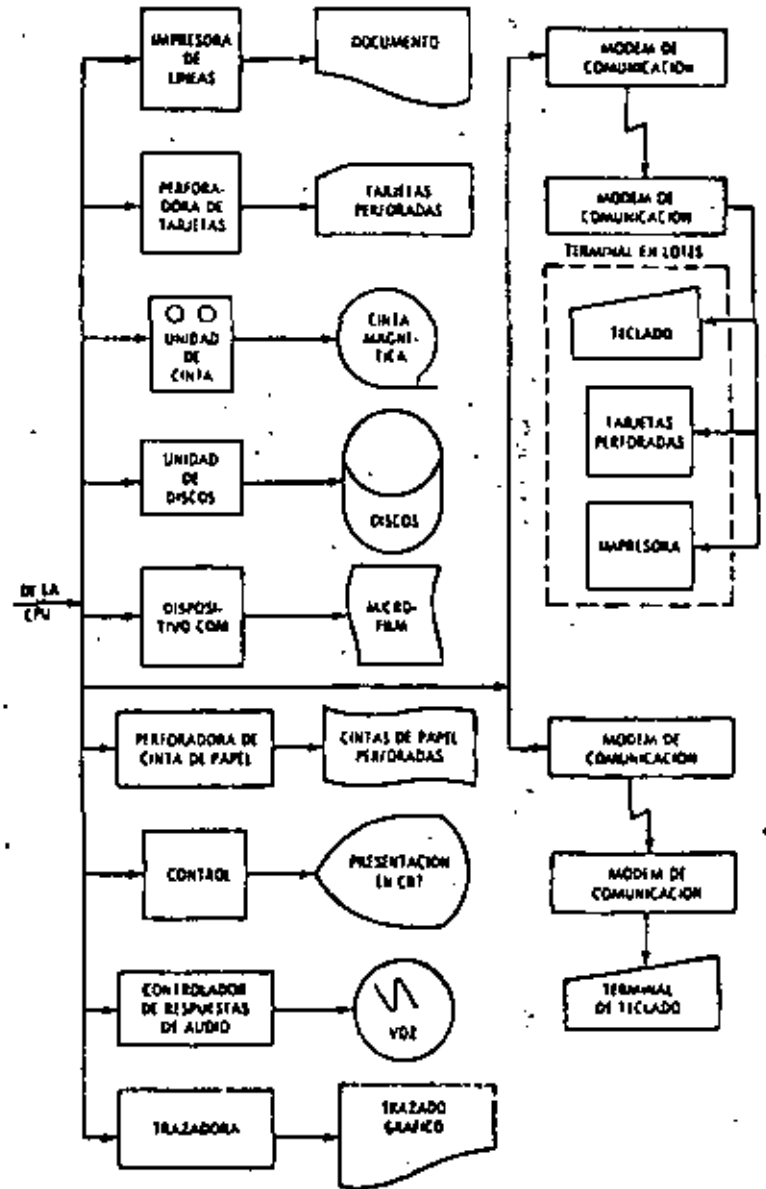 IMPRESORA
DE
LINEAS
DOCUMENTO
PERFORA-
DORA DE
TARJETAS
TARJETAS
PERFORADAS
UNIDAD
DE
CINTA
CINTA
MAGNE-
TICA
UNIDAD
DE
DISCOS
DISCOS
DE LA
CPU
DISPOSI-
TIVO COM
MICRO-
FILM
PERFORADORA DE
CINTA DE PAPEL
CINTAS DE PAPEL
PERFORADAS
CONTROL
PRESENTACION
EN CRT
CONTROLADOR
DE RESPUESTAS
DE AUDIO
VOZ
TRAZADORA
TRAZADO
GRAFICO
MODEM DE
COMUNICACION
MODEM DE
COMUNICACION
TERMINAL EN LOTES
TECLADO
TARJETAS
PERFORADAS
IMPRESORA
MODEM DE
COMUNICACION
MODEM DE
COMUNICACION
TERMINAL
DE TECLADO